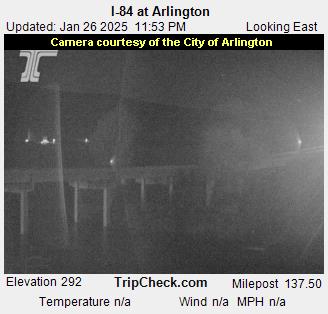 I-84 at Arlington
Updated: Jan 26 2025 11:53 PM Looking East
Camera courtesy of the City of Arlington
Elevation 292 TripCheck.com Milepost 137.50
Temperature n/a Wind n/a MPH n/a